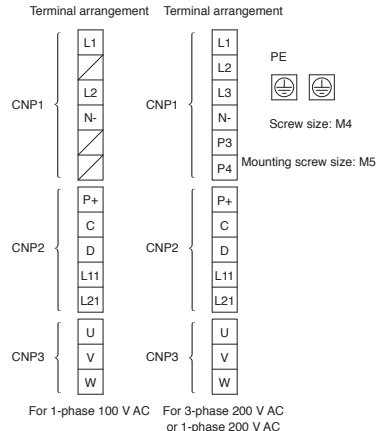 Terminal arrangement
L1
L2
N-
CNP1
P+
C
D
L11
L21
CNP2
U
V
W
CNP3
For 1-phase 100 V AC
Terminal arrangement
L1
L2
L3
N-
P3
P4
CNP1
P+
C
D
L11
L21
CNP2
U
V
W
CNP3
For 3-phase 200 V AC
or 1-phase 200 V AC
PE
Screw size: M4
Mounting screw size: M5